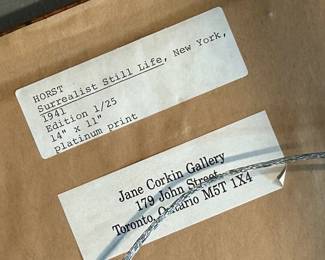 HORST
Surrealist Still Life, New York,
1941
Edition 1/25
14" x 11"
platinum print
Jane Corkin Gallery
179 John Street
Toronto, Ontario M5T 1X4